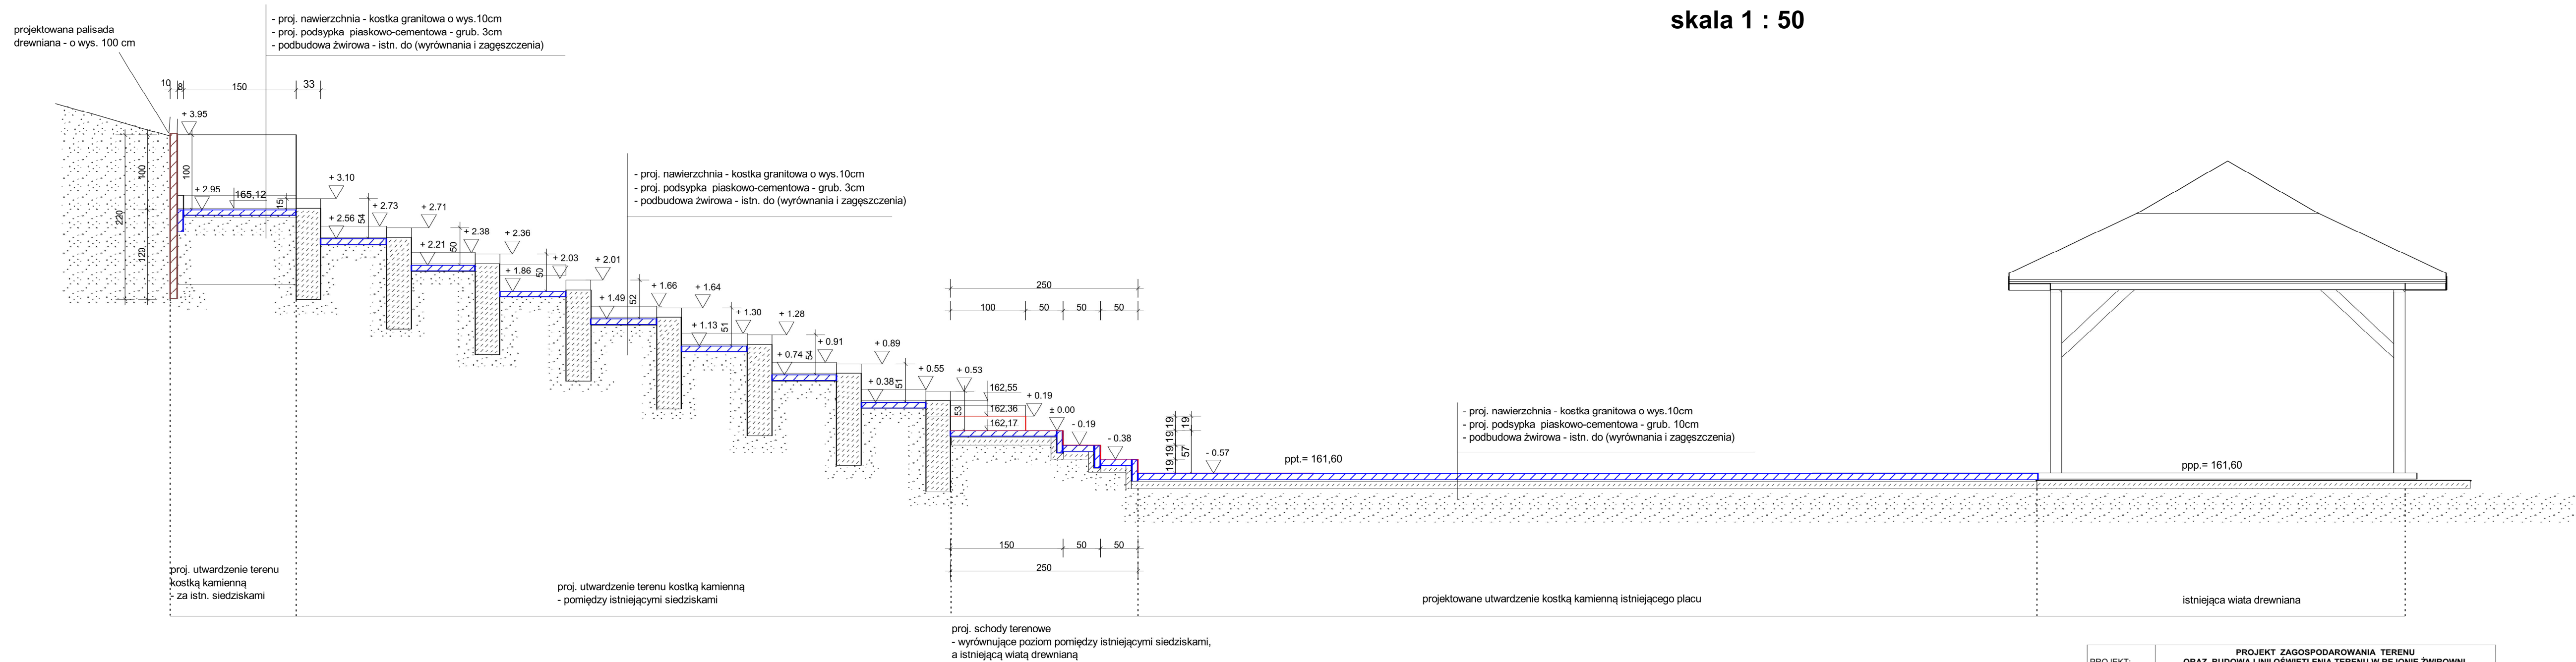 skala 1 : 50
projektowana palisada
drewniana - o wys. 100 cm
- proj. nawierzchnia - kostka granitowa o wys.10cm
- proj. podsypka piaskowo-cementowa - grub. 3cm
- podbudowa żwirowa - istn. do (wyrównania i zagęszczenia)
10
8
150
33
+ 3.95
100
100
220
120
+ 2.95
165,12
15
+ 3.10
+ 2.56
54
+ 2.73
+ 2.71
+ 2.21
50
+ 2.38
+ 2.36
+ 1.86
50
+ 2.03
+ 2.01
- proj. nawierzchnia - kostka granitowa o wys.10cm
- proj. podsypka piaskowo-cementowa - grub. 3cm
- podbudowa żwirowa - istn. do (wyrównania i zagęszczenia)
+ 1.49
52
+ 1.66
+ 1.64
+ 1.13
51
+ 1.30
+ 1.28
+ 0.74
54
+ 0.91
+ 0.89
+ 0.38
51
+ 0.55
+ 0.53
53
250
100
50
50
50
162,55
162,36
162,17
+ 0.19
± 0.00
- 0.19
- 0.38
19
19
19
19
19
57
- 0.57
ppt.= 161,60
- proj. nawierzchnia - kostka granitowa o wys.10cm
- proj. podsypka piaskowo-cementowa - grub. 10cm
- podbudowa żwirowa - istn. do (wyrównania i zagęszczenia)
ppp.= 161,60
150
50
50
250
proj. utwardzenie terenu
kostką kamienną
- za istn. siedziskami
proj. utwardzenie terenu kostką kamienną
- pomiędzy istniejącymi siedziskami
proj. schody terenowe
- wyrównujące poziom pomiędzy istniejącymi siedziskami,
a istniejącą wiatą drewnianą
projektowane utwardzenie kostką kamienną istniejącego placu
istniejąca wiata drewniana
PROJEKT:
PROJEKT ZAGOSPODAROWANIA TERENU
ORAZ BUDOWA LINII OŚWIETLENIA TERENU W REJONIE ŻWIROWNI